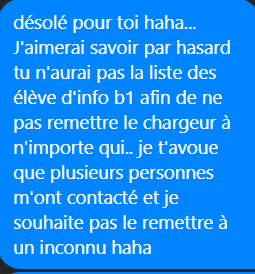 désolé pour toi haha...
J'aimerai savoir par hasard
tu n'aurai pas la liste des
élève d'info b1 afin de ne
pas remettre le chargeur à
n'importe qui.. je t'avoue
que plusieurs personnes
m'ont contacté et je
souhaite pas le remettre à
un inconnu haha